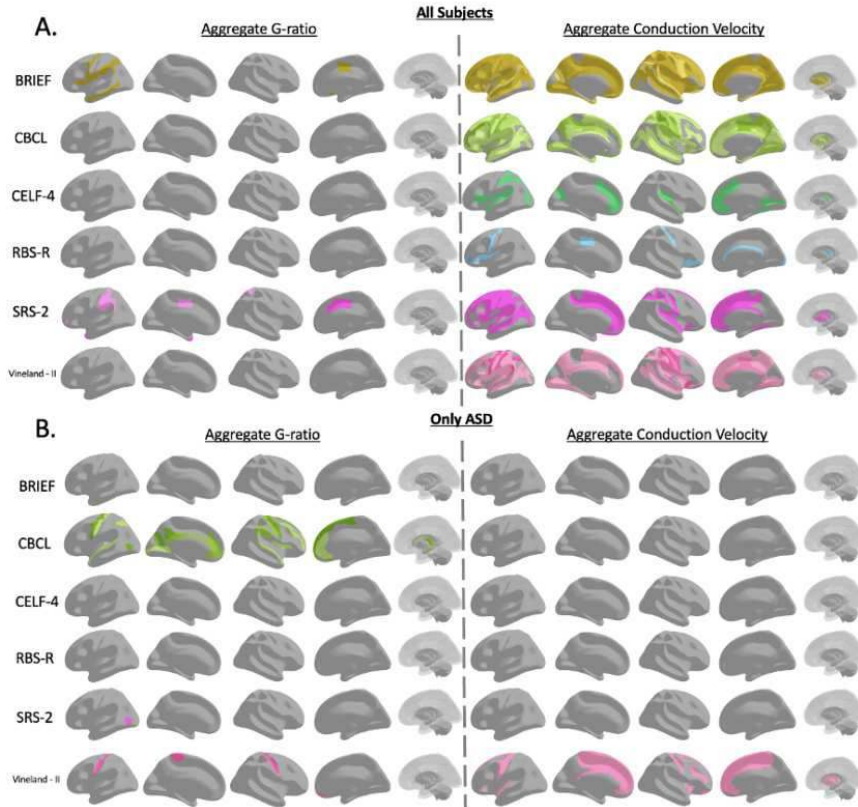 All Subjects
A.
Aggregate G-ratio
Aggregate Conduction Velocity
BRIEF
CBCL
CELF-4
RBS-R
SRS-2
Vineland - II
Only ASD
B.
Aggregate G-ratio
Aggregate Conduction Velocity
BRIEF
CBCL
CELF-4
RBS-R
SRS-2
Vineland - II